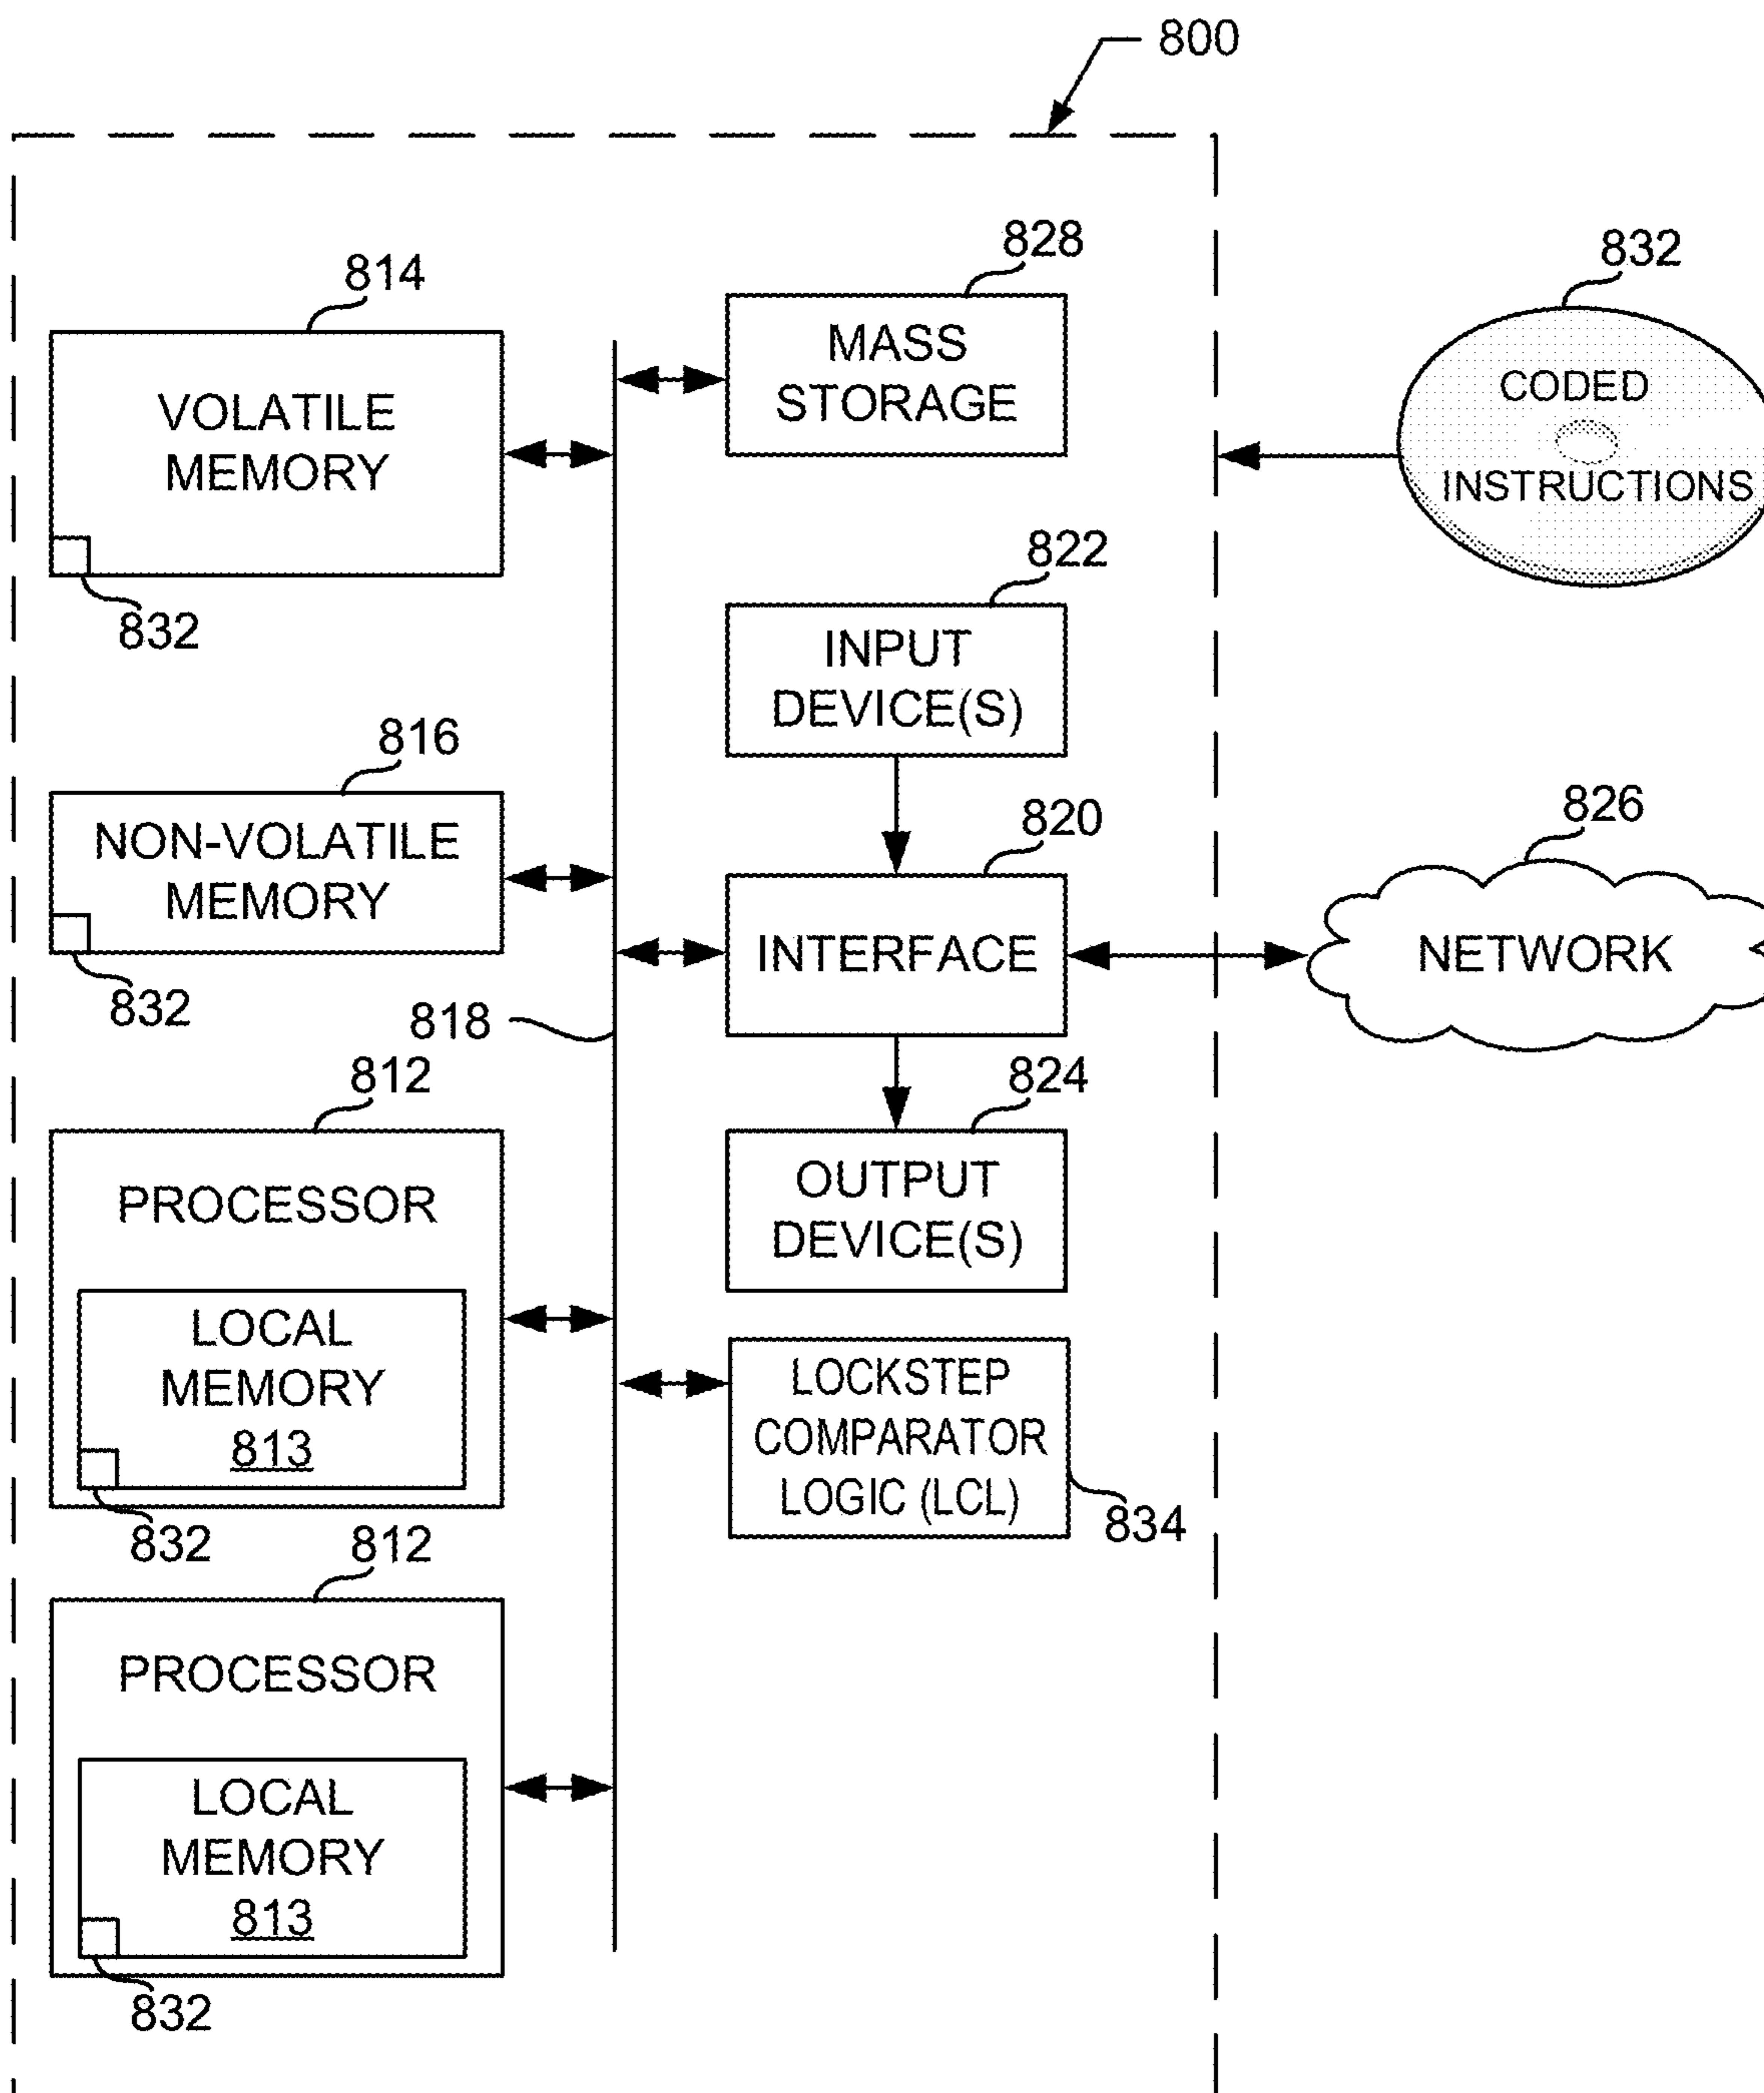 800
814
VOLATILE
MEMORY
832
828
MASS
STORAGE
832
CODED
INSTRUCTIONS
822
INPUT
DEVICE(S)
816
NON-VOLATILE
MEMORY
832
818
820
INTERFACE
826
NETWORK
812
PROCESSOR
LOCAL
MEMORY
813
832
824
OUTPUT
DEVICE(S)
LOCKSTEP
COMPARATOR
LOGIC (LCL)
834
812
PROCESSOR
LOCAL
MEMORY
813
832